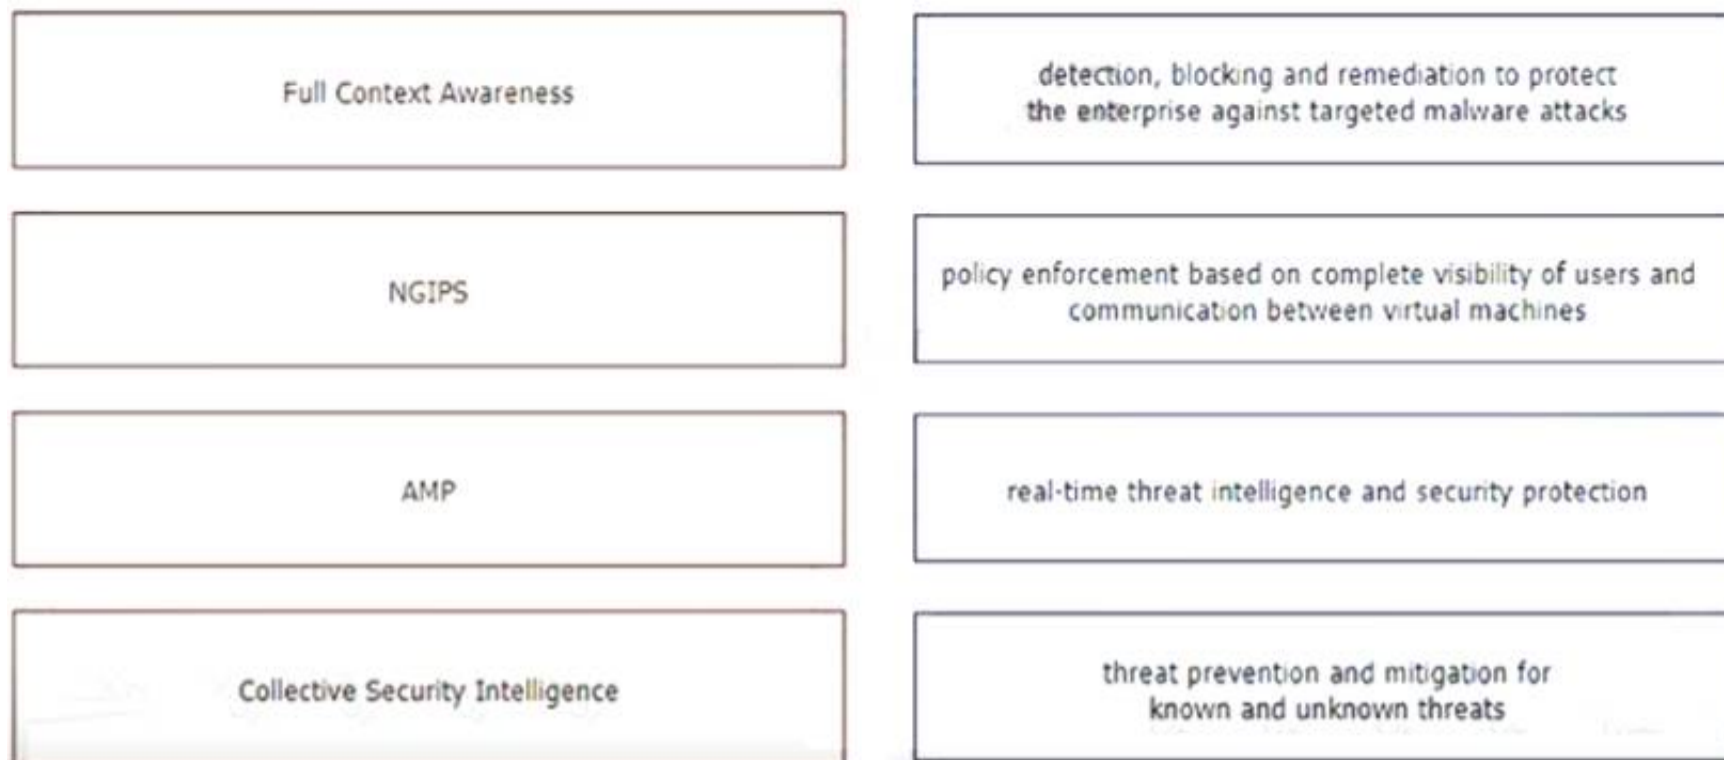 Full Context Awareness
detection, blocking and remediation to protect
the enterprise against targeted malware attacks
NGIPS
policy enforcement based on complete visibility of users and
communication between virtual machines
AMP
real-time threat intelligence and security protection
Collective Security Intelligence
threat prevention and mitigation for
known and unknown threats